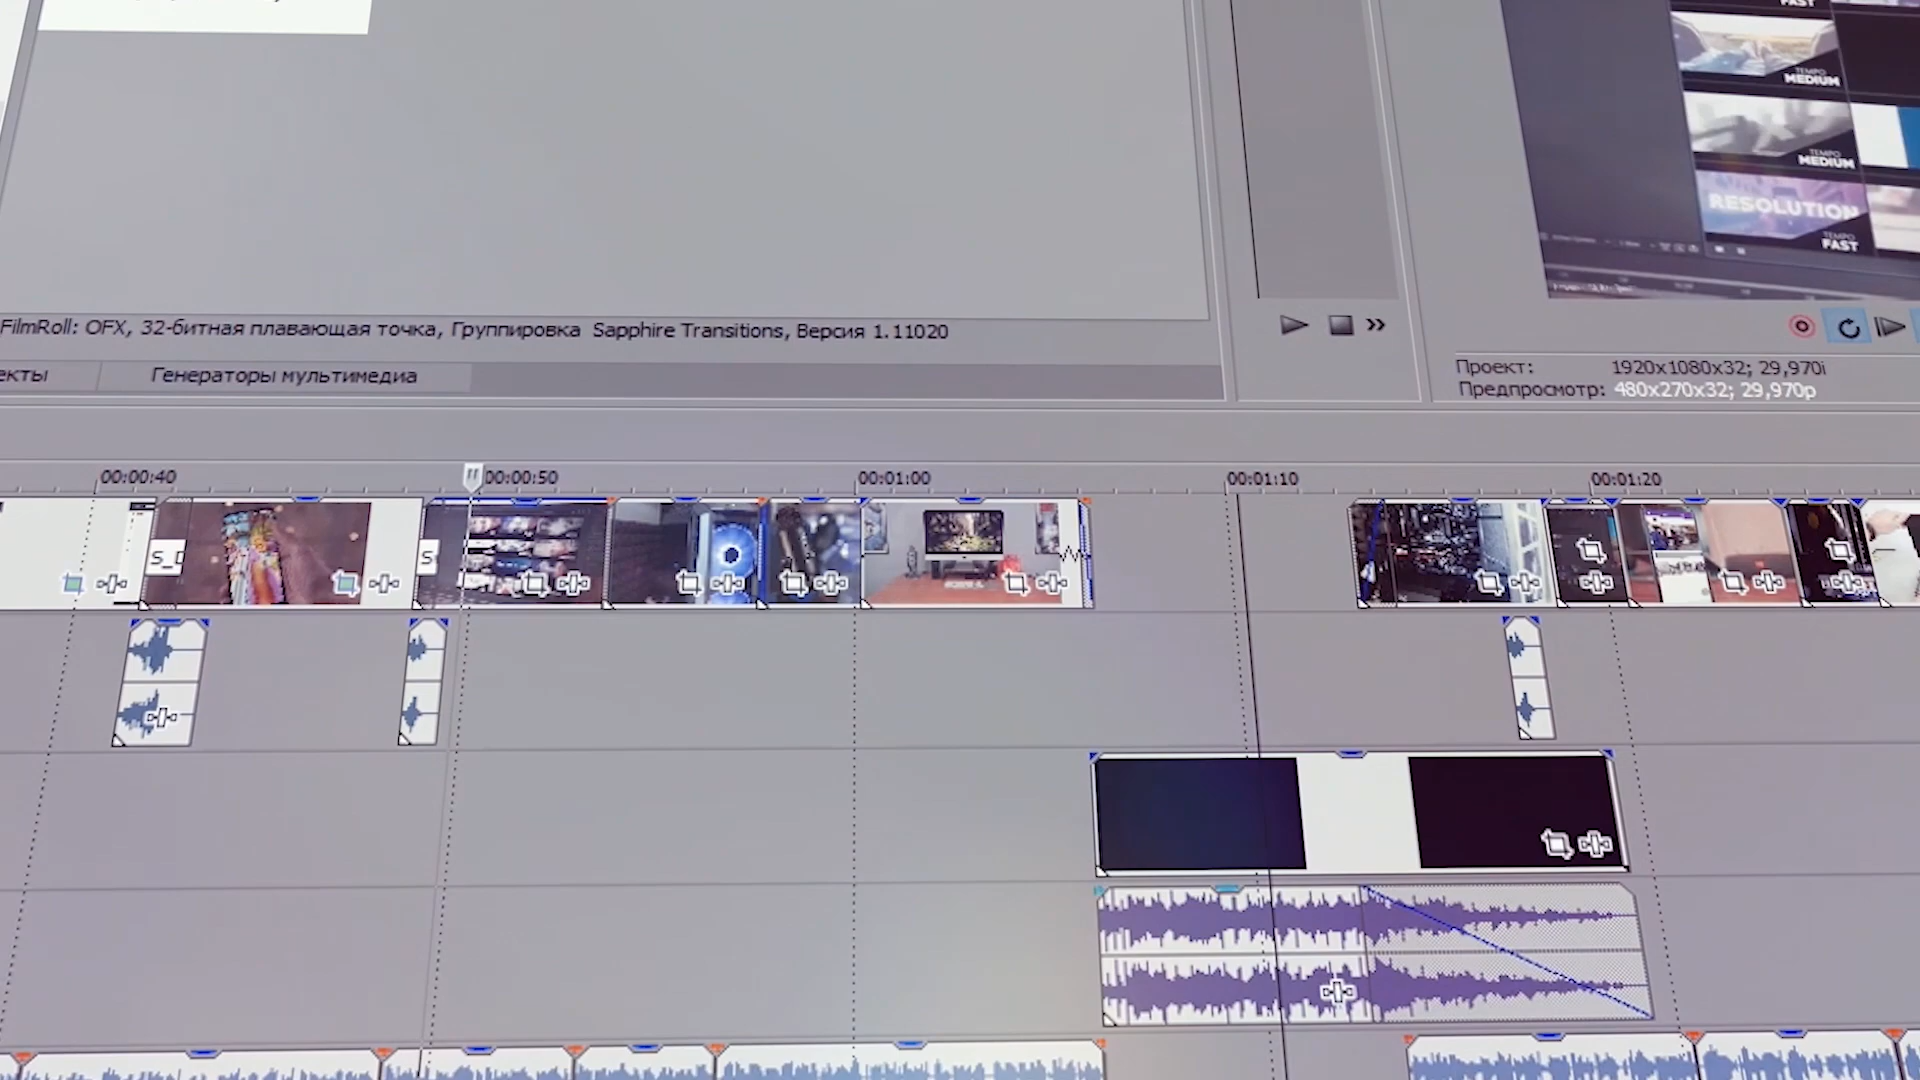 FAST
TEMPO
MEDIUM
TEMPO
MEDIUM
RESOLUTION
TEMPO
FAST
FilmRoll: OFX, 32-битная плавающая точка, Группировка Sapphire Transitions, Версия 1.11020
екты
Генераторы мультимедиа
Проект: 1920x1080x32; 29,970i
Предпросмотр: 480x270x32; 29,970p
00:00:40
00:00:50
00:01:00
00:01:10
00:01:20
S_D
S